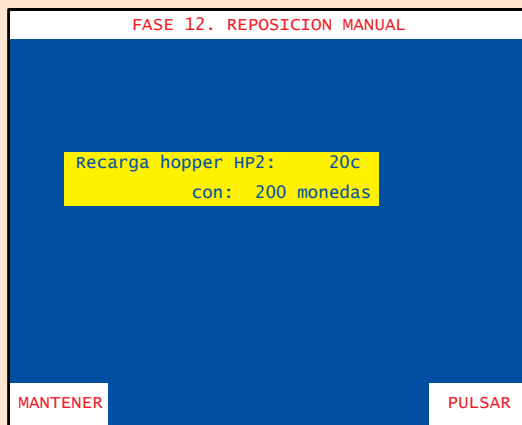 FASE 12. REPOSICION MANUAL
Recarga hopper HP2: 20c
con: 200 monedas
MANTENER
PULSAR